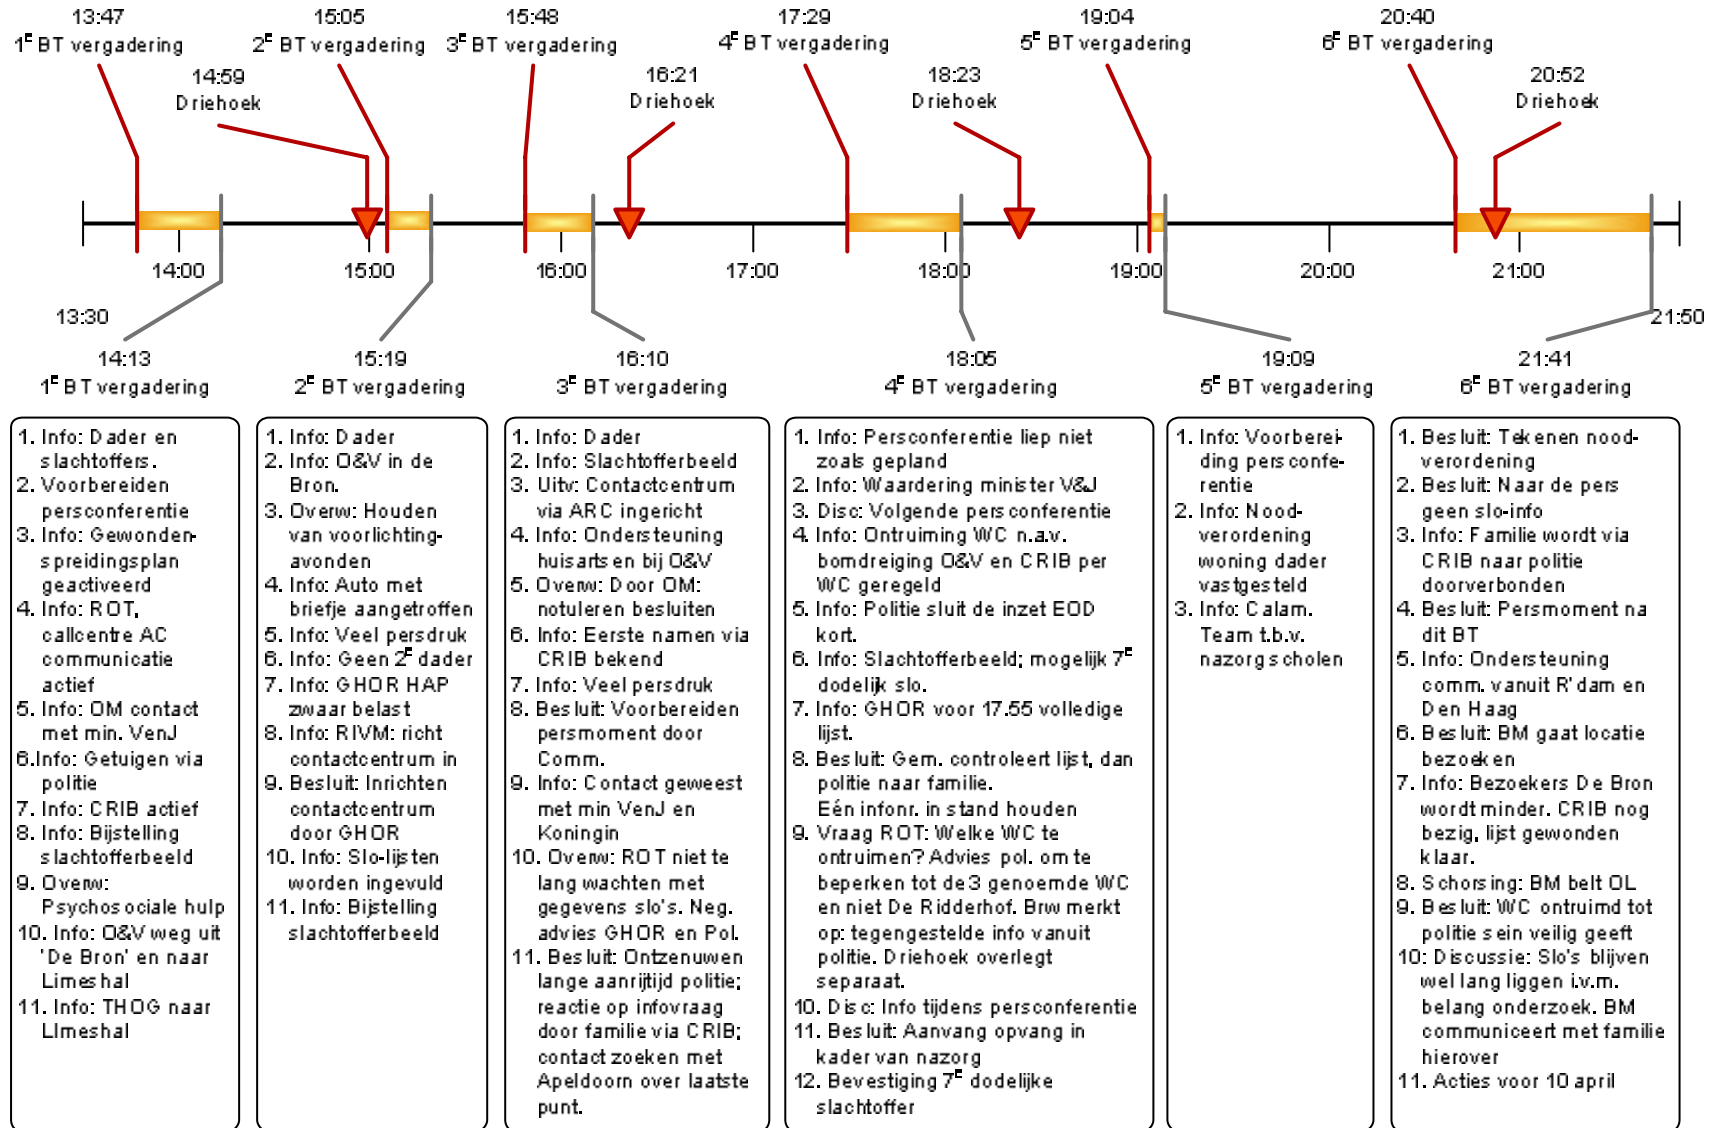 13:47
1E BT vergadering
15:05
2E BT vergadering
15:48
3E BT vergadering
17:29
4E BT vergadering
19:04
5E BT vergadering
20:40
6E BT vergadering
14:59
Driehoek
16:21
Driehoek
18:23
Driehoek
20:52
Driehoek
14:00
15:00
16:00
17:00
18:00
19:00
20:00
21:00
13:30
21:50
14:13
1E BT vergadering
15:19
2E BT vergadering
16:10
3E BT vergadering
18:05
4E BT vergadering
19:09
5E BT vergadering
21:41
6E BT vergadering
1. Info: Dader en
slachtoffers.
2. Voorbereiden
persconferentie
3. Info: Gewonden-
spreidingsplan
geactiveerd
4. Info: ROT,
callcentre AC
communicatie
actief
5. Info: OM contact
met min. VenJ
6.Info: Getuigen via
politie
7. Info: CRIB actief
8. Info: Bijstelling
slachtofferbeeld
9. Overw:
Psychosociale hulp
10. Info: O&V weg uit
'De Bron' en naar
Limeshal
11. Info: THOG naar
LImeshal
1. Info: Dader
2. Info: O&V in de
Bron.
3. Overw: Houden
van voorlichting-
avonden
4. Info: Auto met
briefje aangetroffen
5. Info: Veel persdruk
6. Info: Geen 2E dader
7. Info: GHOR HAP
zwaar belast
8. Info: RIVM: richt
contactcentrum in
9. Besluit: Inrichten
contactcentrum
door GHOR
10. Info: Slo-lijsten
worden ingevuld
11. Info: Bijstelling
slachtofferbeeld
1. Info: Dader
2. Info: Slachtofferbeeld
3. Uitv: Contactcentrum
via ARC ingericht
4. Info: Ondersteuning
huisartsen bij O&V
5. Overw: Door OM:
notuleren besluiten
6. Info: Eerste namen via
CRIB bekend
7. Info: Veel persdruk
8. Besluit: Voorbereiden
persmoment door
Comm.
9. Info: Contact geweest
met min VenJ en
Koningin
10. Overw: ROT niet te
lang wachten met
gegevens slo's. Neg.
advies GHOR en Pol.
11. Besluit: Ontzenuwen
lange aanrijtijd politie;
reactie op infovraag
door familie via CRIB;
contact zoeken met
Apeldoorn over laatste
punt.
1. Info: Persconferentie liep niet
zoals gepland
2. Info: Waardering minister V&J
3. Disc: Volgende persconferentie
4. Info: Ontruiming WC n.a.v.
bomdreiging O&V en CRIB per
WC geregeld
5. Info: Politie sluit de inzet EOD
kort.
6. Info: Slachtofferbeeld; mogelijk 7E
dodelijk slo.
7. Info: GHOR voor 17.55 volledige
lijst.
8. Besluit: Gem. controleert lijst, dan
politie naar familie.
Eén infonr. in stand houden
9. Vraag ROT: Welke WC te
ontruimen? Advies pol. om te
beperken tot de 3 genoemde WC
en niet De Ridderhof. Brw merkt
op: tegengestelde info vanuit
politie. Driehoek overlegt
separaat.
10. Disc: Info tijdens persconferentie
11. Besluit: Aanvang opvang in
kader van nazorg
12. Bevestiging 7E dodelijke
slachtoffer
1. Info: Voorberei-
ding persconfe-
rentie
2. Info: Nood-
verordening
woning dader
vastgesteld
3. Info: Calam.
Team t.b.v.
nazorg scholen
1. Besluit: Tekenen nood-
verordening
2. Besluit: Naar de pers
geen slo-info
3. Info: Familie wordt via
CRIB naar politie
doorverbonden
4. Besluit: Persmoment na
dit BT
5. Info: Ondersteuning
comm. vanuit R'dam en
Den Haag
6. Besluit: BM gaat locatie
bezoeken
7. Info: Bezoekers De Bron
wordt minder. CRIB nog
bezig, lijst gewonden
klaar.
8. Schorsing: BM belt OL
9. Besluit: WC ontruimd tot
politie sein veilig geeft
10: Discussie: Slo's blijven
wel lang liggen i.v.m.
belang onderzoek. BM
communiceert met familie
hierover
11. Acties voor 10 april